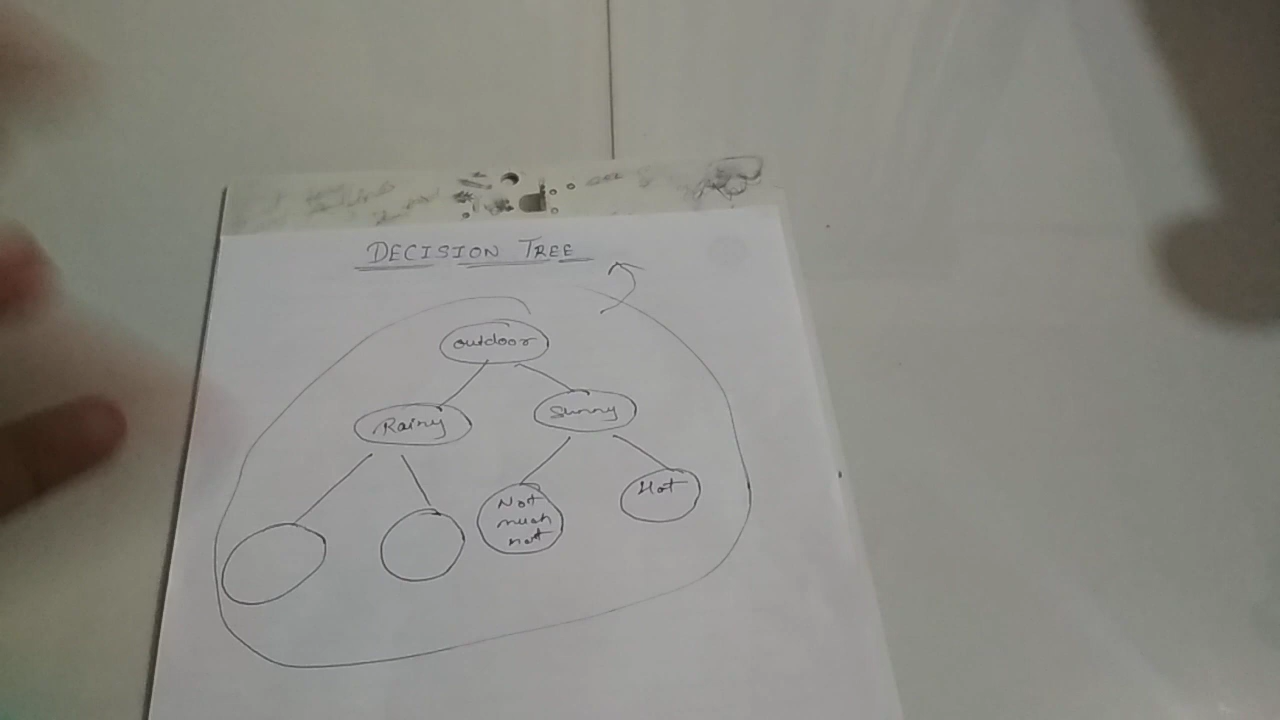 DECISION TREE
outdoor
Rainy
Sunny
Not
much
hot
Hot